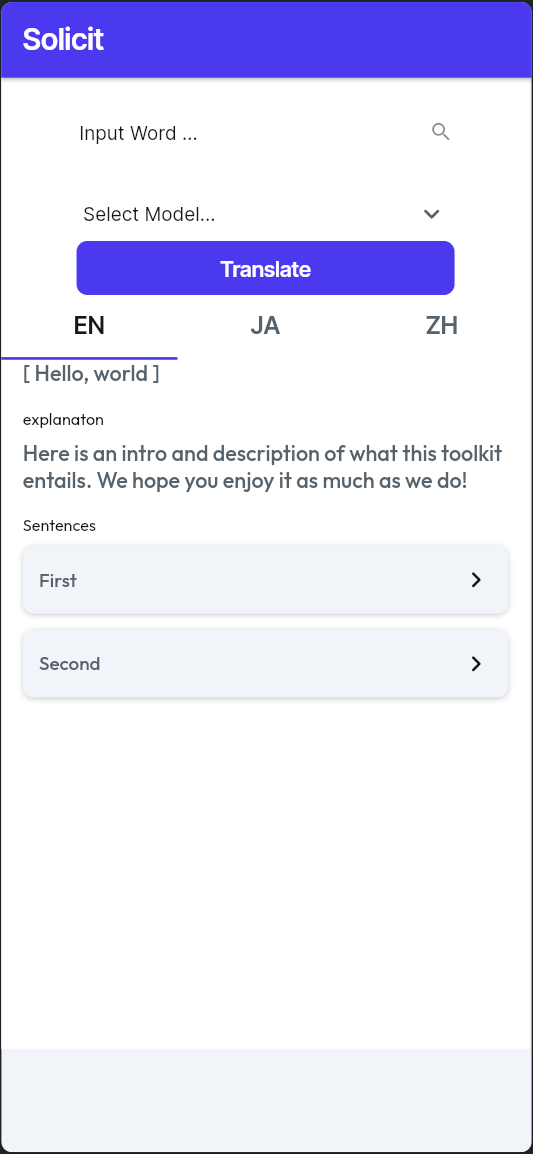 Solicit
Input Word ...
Select Model...
Translate
EN JA ZH
[ Hello, world ]
explanaton
Here is an intro and description of what this toolkit
entails. We hope you enjoy it as much as we do!
Sentences
First
Second